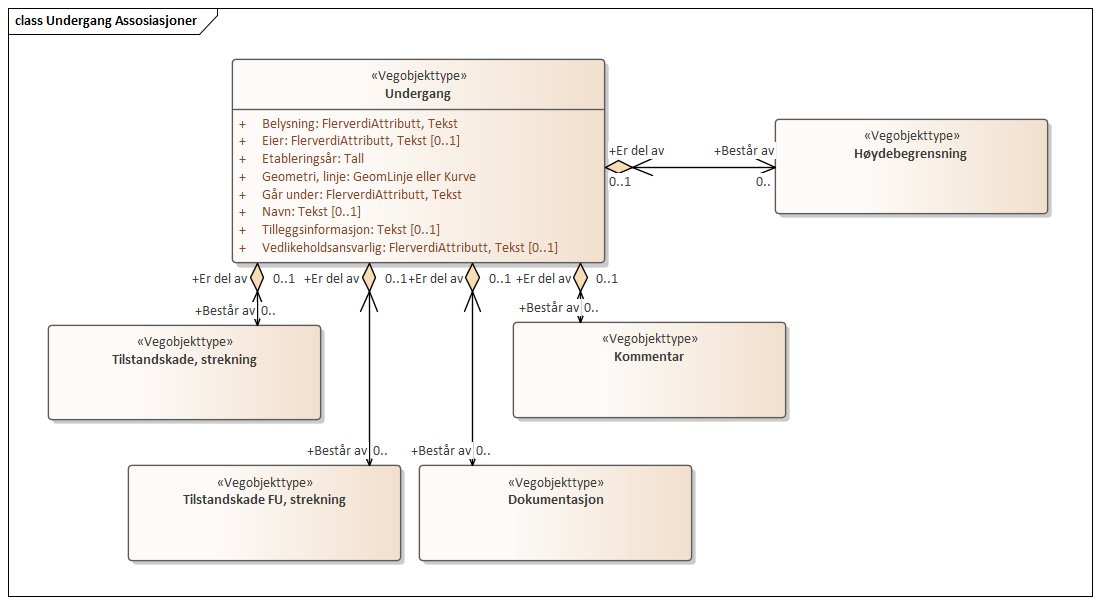 class Undergang Assosiasjoner
«Vegobjekttype»
Undergang
+ Belysning: FlerverdiAttributt, Tekst
+ Eier: FlerverdiAttributt, Tekst [0..1]
+ Etableringsår: Tall
+ Geometri, linje: GeomLinje eller Kurve
+ Går under: FlerverdiAttributt, Tekst
+ Navn: Tekst [0..1]
+ Tilleggsinformasjon: Tekst [0..1]
+ Vedlikeholdsansvarlig: FlerverdiAttributt, Tekst [0..1]
+Er del av
0..1
+Består av
0..
«Vegobjekttype»
Høydebegrensning
+Er del av 0..1 +Er del av 0..1 +Er del av 0..1 +Er del av 0..1
+Består av 0..
+Består av 0..
«Vegobjekttype»
Tilstandskade, strekning
«Vegobjekttype»
Kommentar
+Består av 0..
+Består av 0..
«Vegobjekttype»
Tilstandskade FU, strekning
«Vegobjekttype»
Dokumentasjon